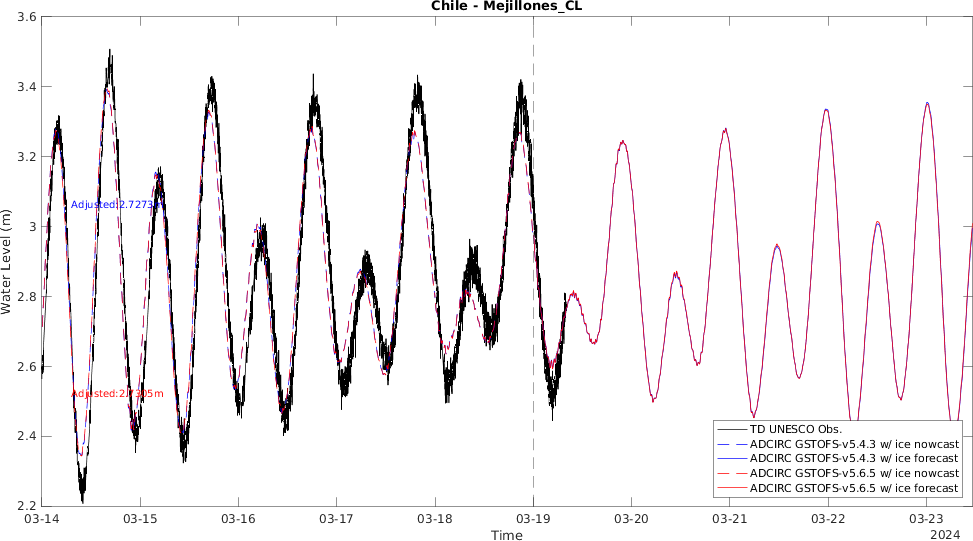 Chile - Mejillones_CL
3.6
3.4
3.2
3
2.8
2.6
2.4
2.2
Water Level (m)
Adjusted:2.7273m
Adjusted:2.7305m
TD UNESCO Obs.
ADCIRC GSTOFS-v5.4.3 w/ ice nowcast
ADCIRC GSTOFS-v5.4.3 w/ ice forecast
ADCIRC GSTOFS-v5.6.5 w/ ice nowcast
ADCIRC GSTOFS-v5.6.5 w/ ice forecast
03-14 03-15 03-16 03-17 03-18 03-19 03-20 03-21 03-22 03-23
Time
2024